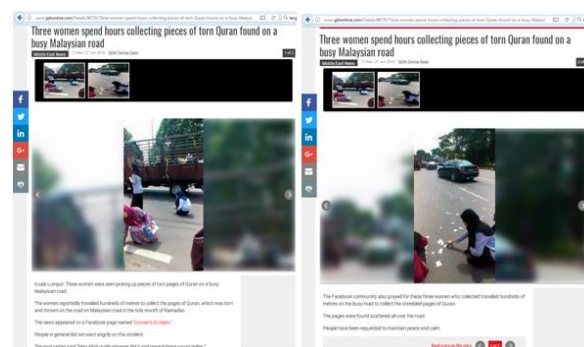 Three women spend hours collecting pieces of torn Quran found on a
busy Malaysian road
Middle East News
1 of 2
Kuala Lumpur: Three women were seen picking up pieces of torn pages of Quran on a busy
Malaysian road.
The women reportedly travelled hundreds of metres to collect the pages of Quran, which was torn
and thrown on the road on Malaysian road in the holy month of Ramadan.
The news appeared on a Facebook page named
People in general did not react angrily on this incident.
Three women spend hours collecting pieces of torn Quran found on a
busy Malaysian road
Middle East News
The Facebook community also prayed for these three women who collected travelled hundreds of
metres on the busy road to collect the shredded pages of Quran.
The pages were found scattered all over the road.
People have been requested to maintain peace and calm.